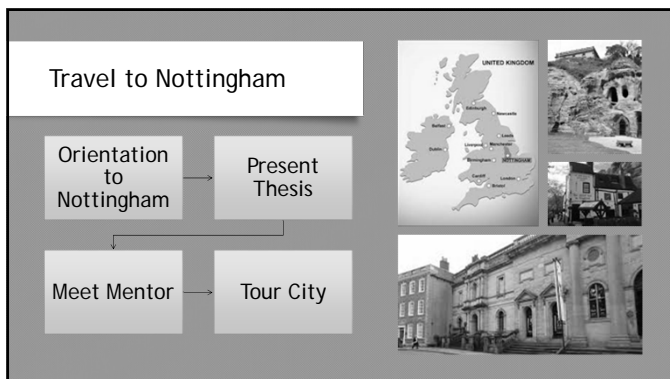 Travel to Nottingham
Orientation
to
Nottingham
Present
Thesis
Meet Mentor
Tour City
UNITED KINGDOM
Edinburgh
Newcastle
Belfast
Leeds
Dublin
Liverpool
Manchester
Birmingham
NOTTINGHAM
Cardiff
London
Bristol